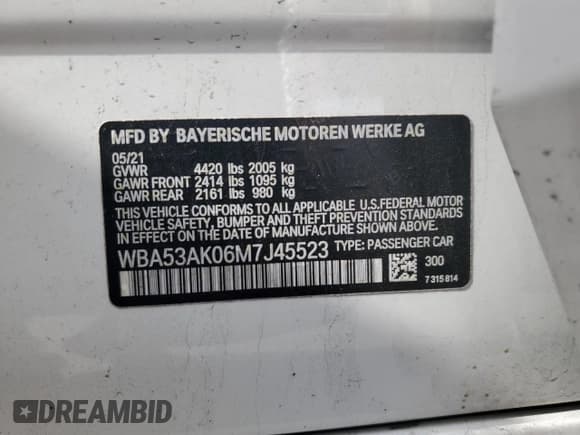 MFD BY BAYERISCHE MOTOREN WERKE AG
05/21
GVWR 4420 lbs 2005 kg
GAWR FRONT 2414 lbs 1095 kg
GAWR REAR 2161 lbs 980 kg
THIS VEHICLE CONFORMS TO ALL APPLICABLE U.S.FEDERAL MOTOR
VEHICLE SAFETY, BUMPER AND THEFT PREVENTION STANDARDS
IN EFFECT ON THE DATE OF MANUFACTURE SHOWN ABOVE.
WBA53AK06M7J45523 TYPE: PASSENGER CAR
300
7 315 814
DREAMBID